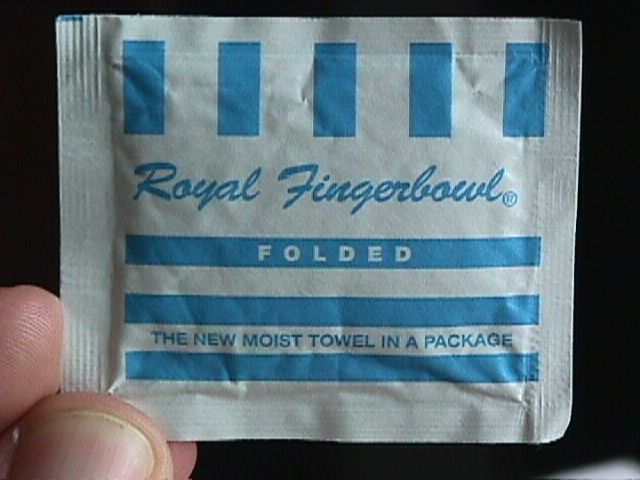 Royal Fingerbowl®
FOLDED
THE NEW MOIST TOWEL IN A PACKAGE